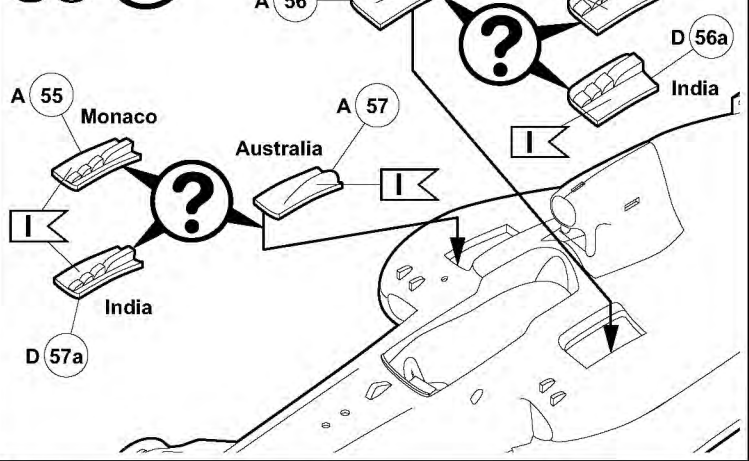 A 56
D 56a
India
I
A 55
Monaco
A 57
Australia
?
?
I
I
India
D 57a